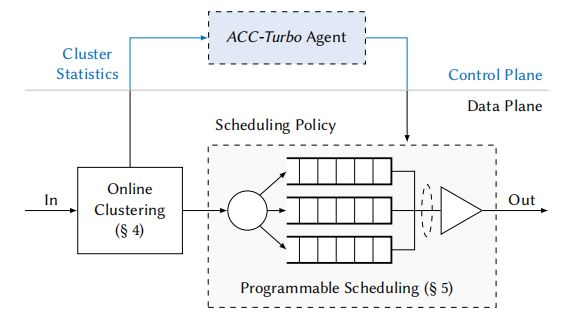 ACC-Turbo Agent
Cluster
Statistics
Control Plane
Data Plane
Scheduling Policy
In
Online
Clustering
(§ 4)
Out
Programmable Scheduling (§ 5)